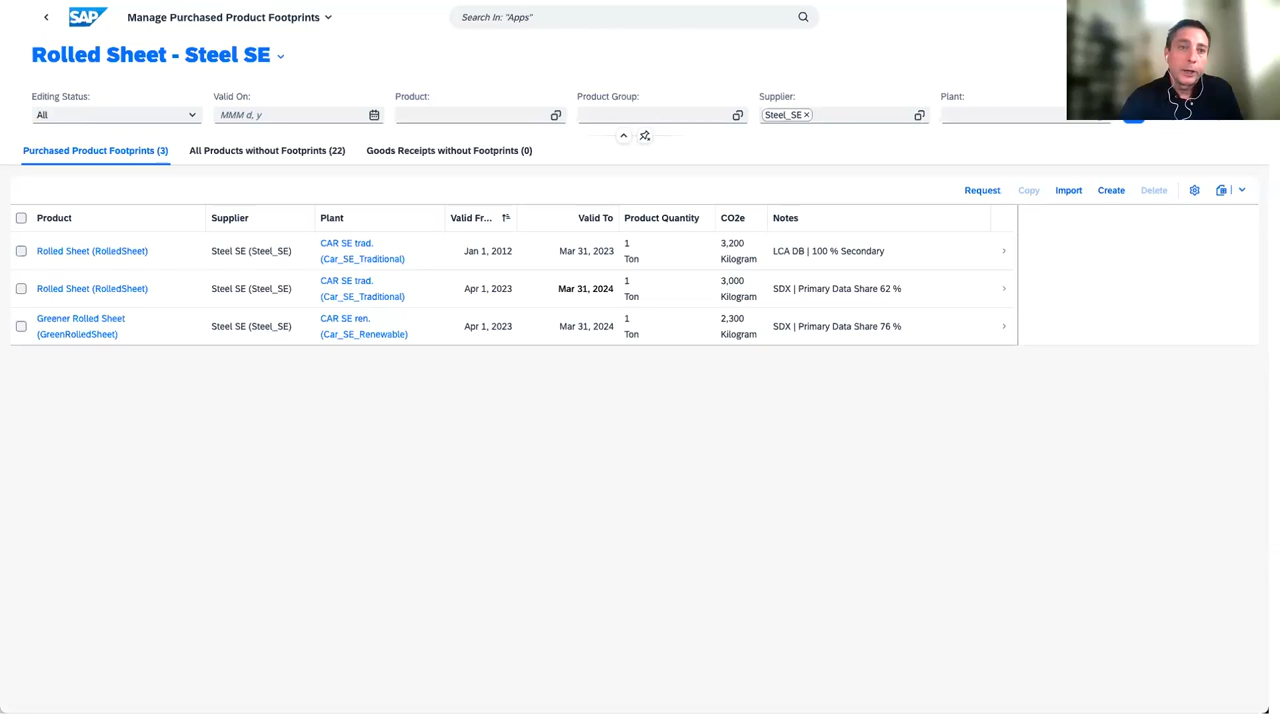 SAP Manage Purchased Product Footprints
Search In: "Apps"
Rolled Sheet - Steel SE
Editing Status: Valid On: Product: Product Group: Supplier: Plant:
All MMM d, y Steel_SE
Purchased Product Footprints (3) All Products without Footprints (22) Goods Receipts without Footprints (0)
Request Copy Import Create Delete
Product Supplier Plant Valid Fr... Valid To Product Quantity CO2e Notes
Rolled Sheet (RolledSheet) Steel SE (Steel_SE) CAR SE trad. (Car_SE_Traditional) Jan 1, 2012 Mar 31, 2023 1 Ton 3,200 Kilogram LCA DB | 100 % Secondary
Rolled Sheet (RolledSheet) Steel SE (Steel_SE) CAR SE trad. (Car_SE_Traditional) Apr 1, 2023 Mar 31, 2024 1 Ton 3,000 Kilogram SDX | Primary Data Share 62 %
Greener Rolled Sheet (GreenRolledSheet) Steel SE (Steel_SE) CAR SE ren. (Car_SE_Renewable) Apr 1, 2023 Mar 31, 2024 1 Ton 2,300 Kilogram SDX | Primary Data Share 76 %